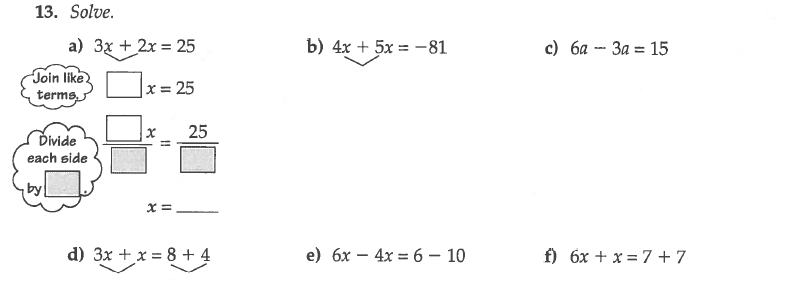 13. Solve.
a) 3x + 2x = 25
b) 4x + 5x = −81
c) 6a − 3a = 15
Join like
terms.
x = 25
Divide
each side
by .
x = 25
x = ____
d) 3x + x = 8 + 4
e) 6x − 4x = 6 − 10
f) 6x + x = 7 + 7